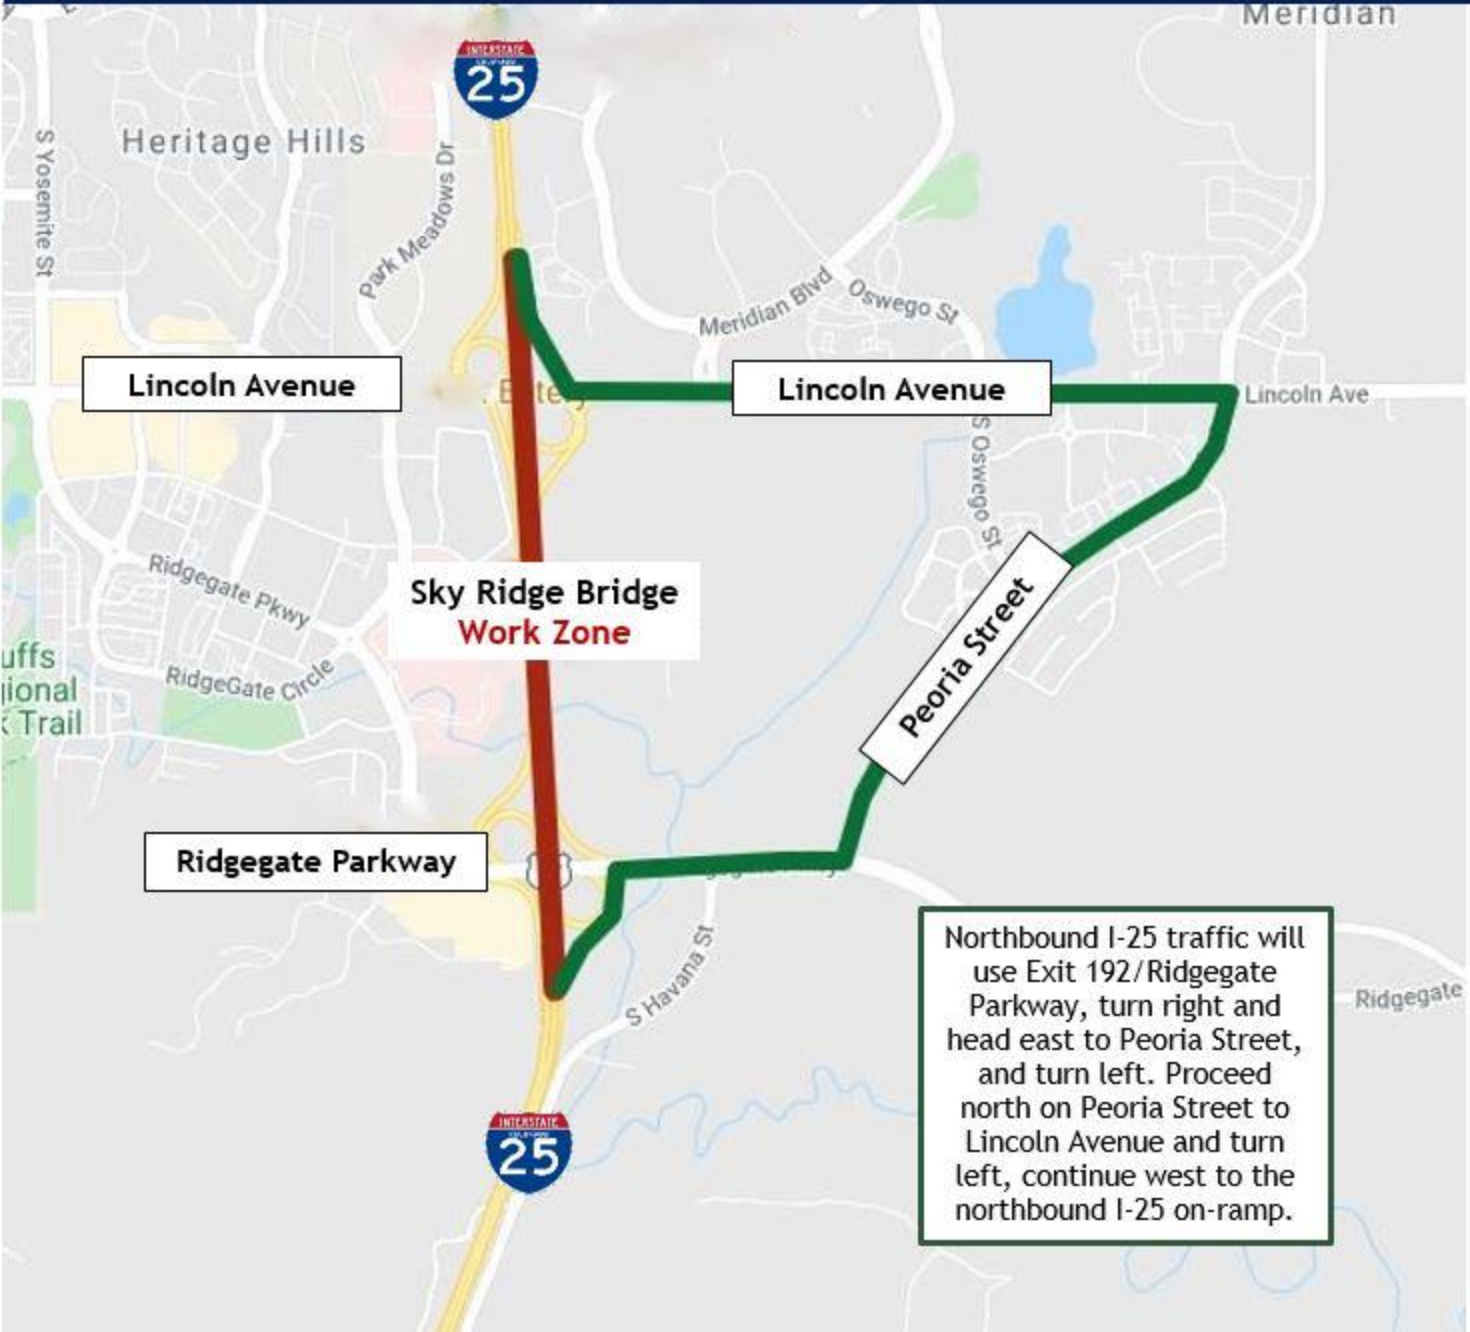 Meridian
INTERSTATE
25
Heritage Hills
S Yosemite St
Park Meadows Dr
Meridian Blvd
Oswego St
Lincoln Avenue
Lincoln Avenue
Lincoln Ave
S Oswego St
Ridgegate Pkwy
Sky Ridge Bridge
Work Zone
Peoria Street
uffs
gional
k Trail
RidgeGate Circle
Ridgegate Parkway
S Havana St
Ridgegate
Northbound I-25 traffic will
use Exit 192/Ridgegate
Parkway, turn right and
head east to Peoria Street,
and turn left. Proceed
north on Peoria Street to
Lincoln Avenue and turn
left, continue west to the
northbound I-25 on-ramp.
INTERSTATE
25